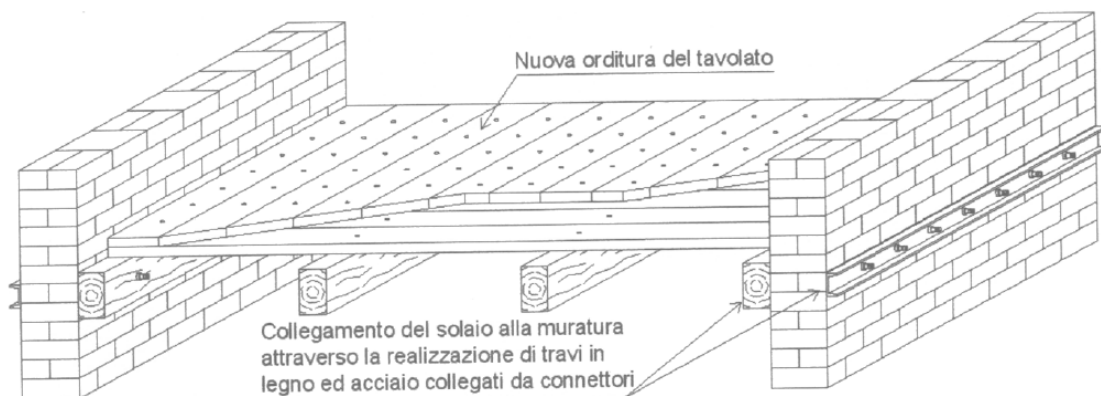 Nuova orditura del tavolato
Collegamento del solaio alla muratura
attraverso la realizzazione di travi in
legno ed acciaio collegati da connettori